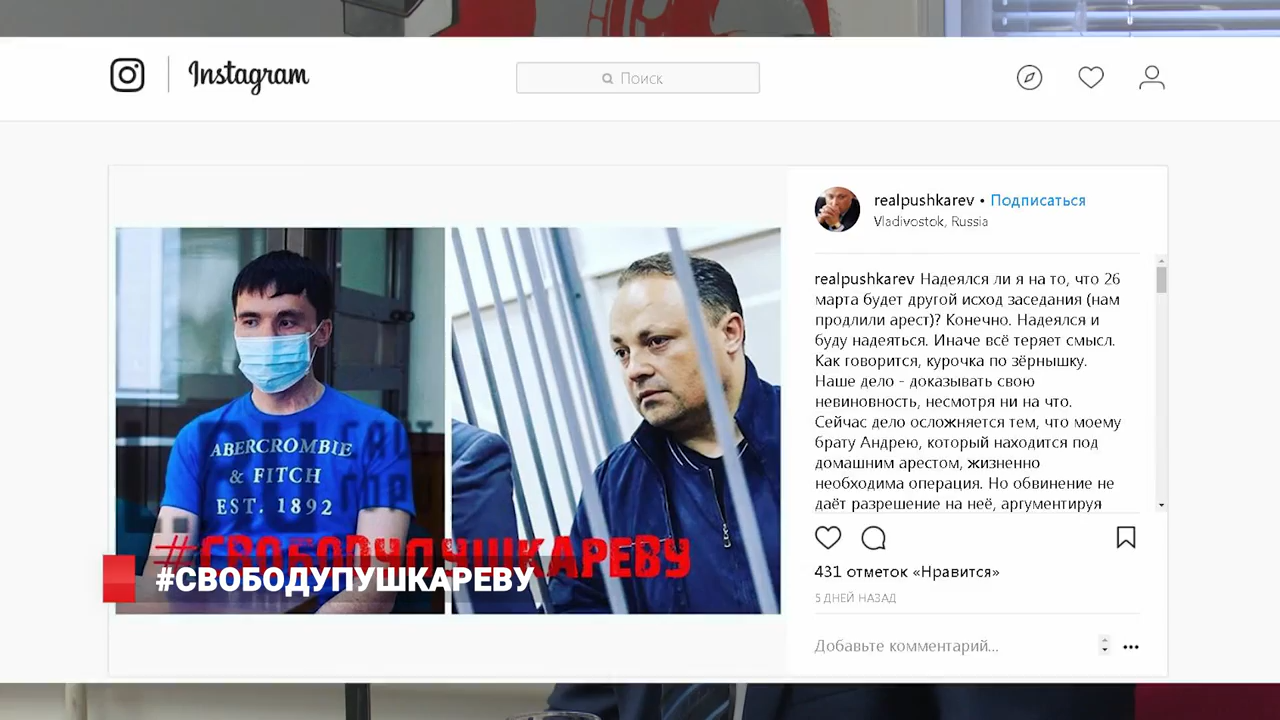 Instagram
Поиск
realpushkarev • Подписаться
Vladivostok, Russia
realpushkarev Надеялся ли я на то, что 26
марта будет другой исход заседания (нам
продлили арест)? Конечно. Надеялся и
буду надеяться. Иначе всё теряет смысл.
Как говорится, курочка по зёрнышку.
Наше дело - доказывать свою
невиновность, несмотря ни на что.
Сейчас дело осложняется тем, что моему
брату Андрею, который находится под
домашним арестом, жизненно
необходима операция. Но обвинение не
даёт разрешение на неё, аргументируя
ABERCROMBIE
& FITCH
EST. 1892
#СВОБОДУПУШКАРЕВУ
#СВОБОДУПУШКАРЕВУ
431 отметок «Нравится»
5 ДНЕЙ НАЗАД
Добавьте комментарий...